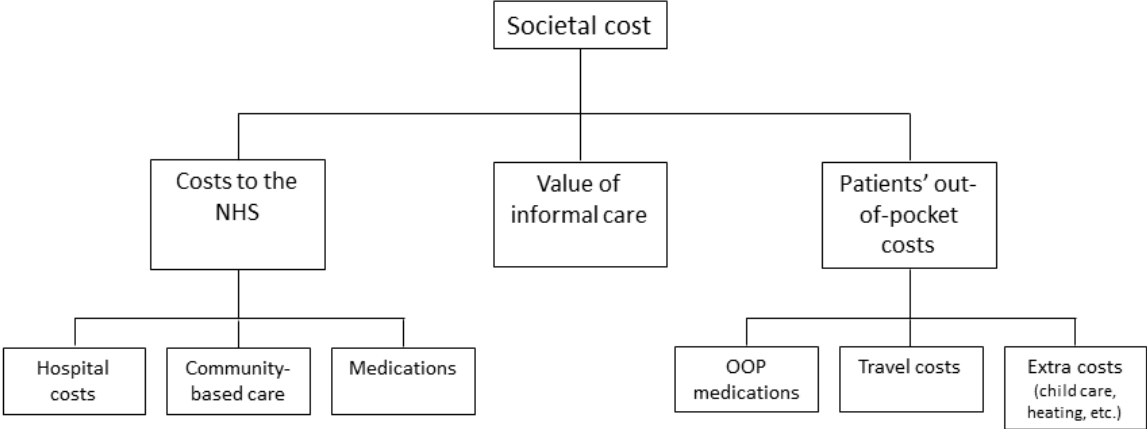 Societal cost
Costs to the
NHS
Value of
informal care
Patients’ out-
of-pocket
costs
Hospital
costs
Community-
based care
Medications
OOP
medications
Travel costs
Extra costs
(child care,
heating, etc.)